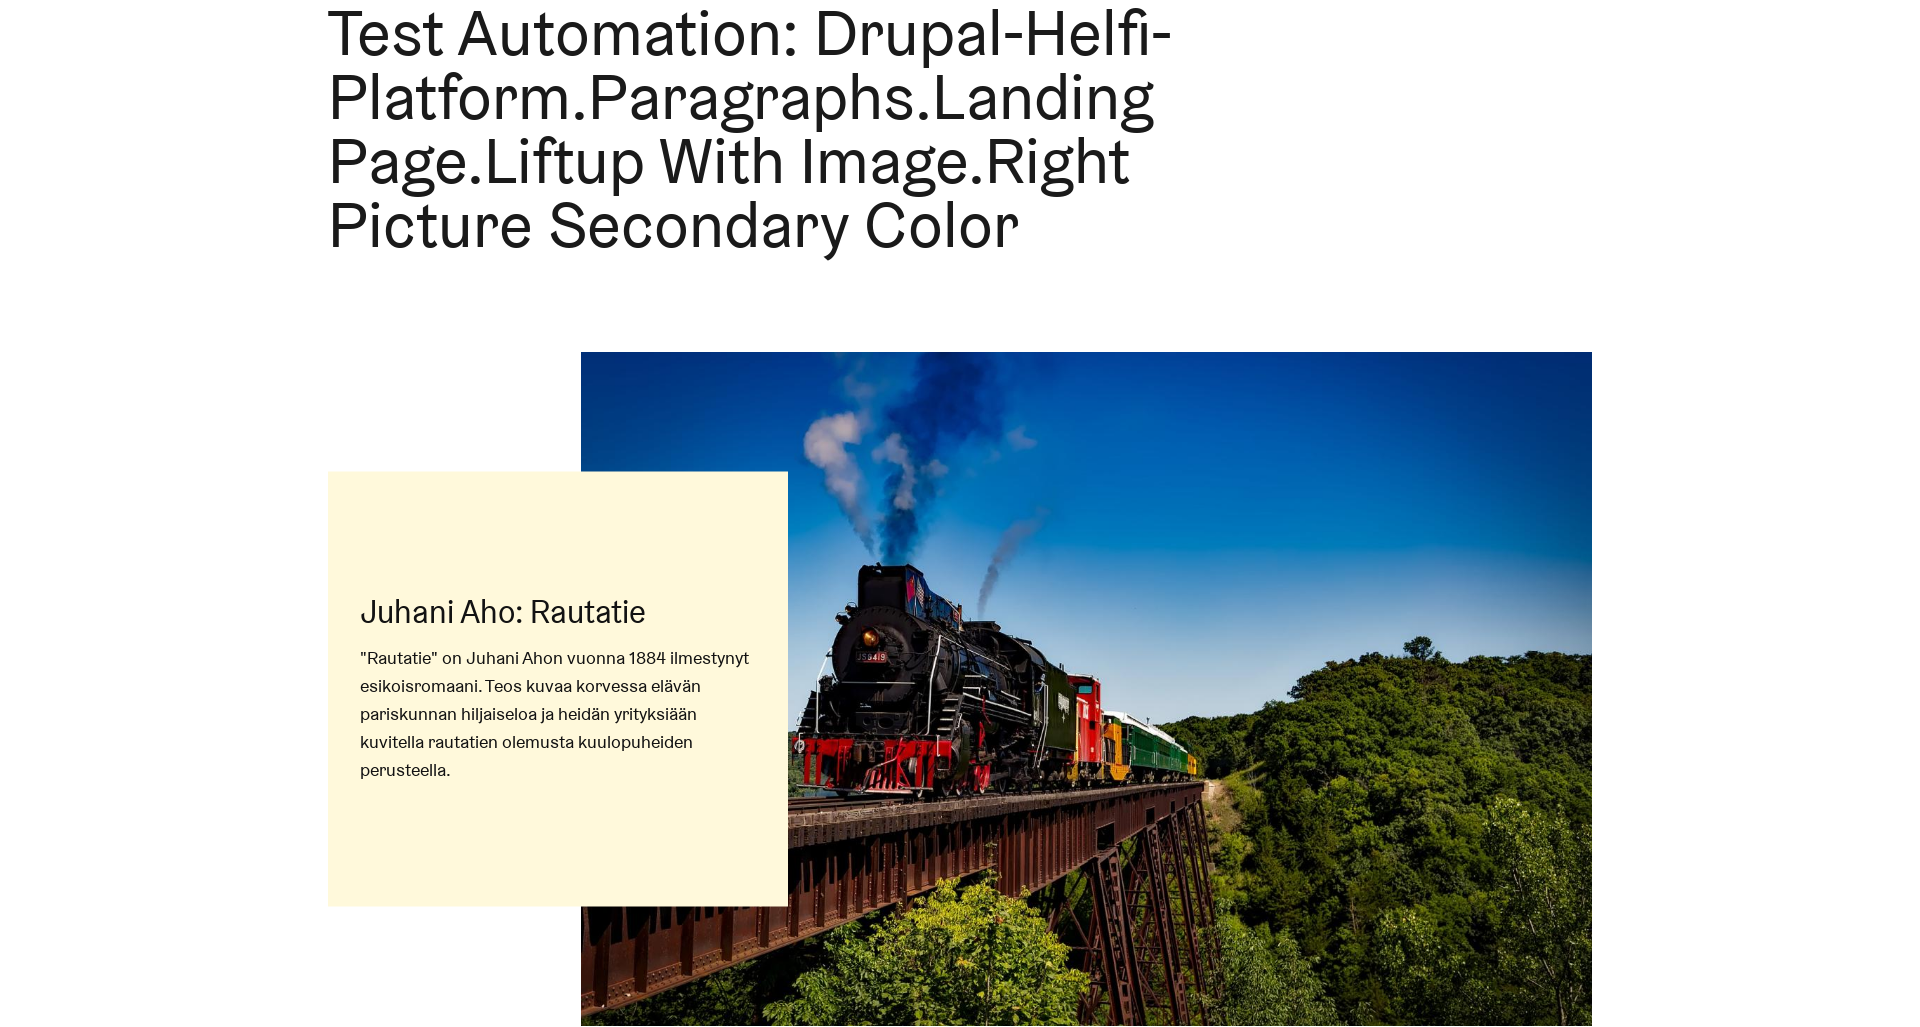 Test Automation: Drupal-Helfi-
Platform.Paragraphs.Landing
Page.Liftup With Image.Right
Picture Secondary Color
Juhani Aho: Rautatie
"Rautatie" on Juhani Ahon vuonna 1884 ilmestynyt
esikoisromaani. Teos kuvaa korvessa elävän
pariskunnan hiljaiseloa ja heidän yrityksiään
kuvitella rautatien olemusta kuulopuheiden
perusteella.